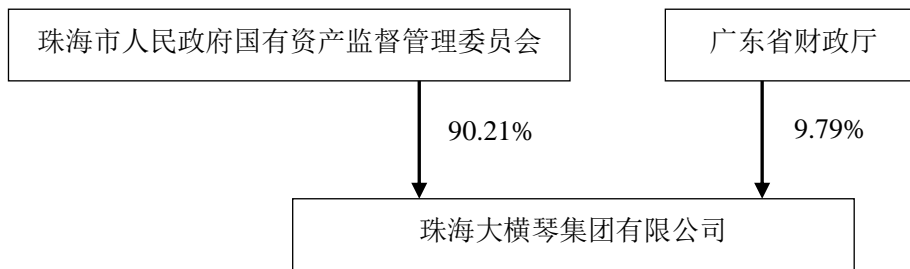 珠海市人民政府国有资产监督管理委员会
广东省财政厅
90.21%
9.79%
珠海大横琴集团有限公司